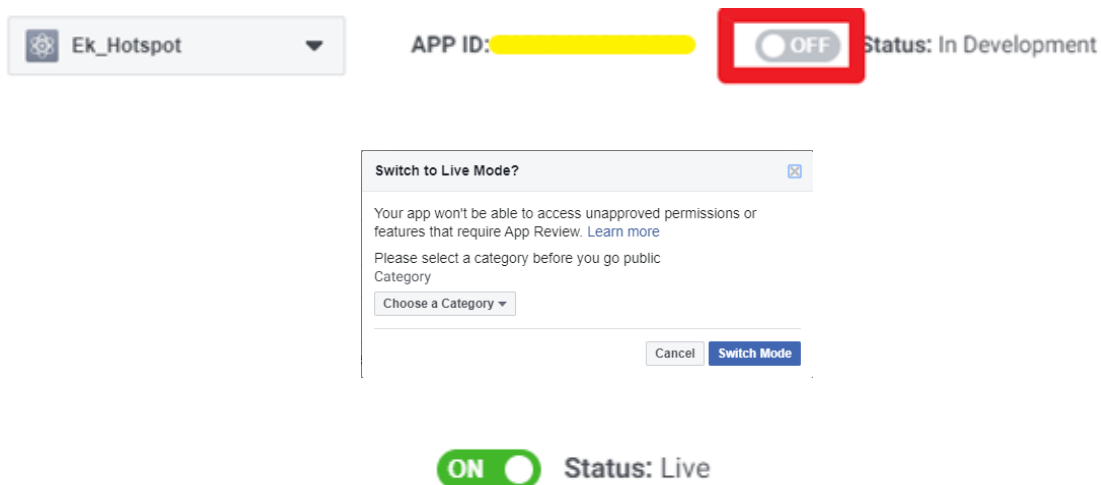 Ek_Hotspot APP ID: OFF Status: In Development
Switch to Live Mode?
Your app won't be able to access unapproved permissions or
features that require App Review. Learn more
Please select a category before you go public
Category
Choose a Category
Cancel Switch Mode
ON Status: Live